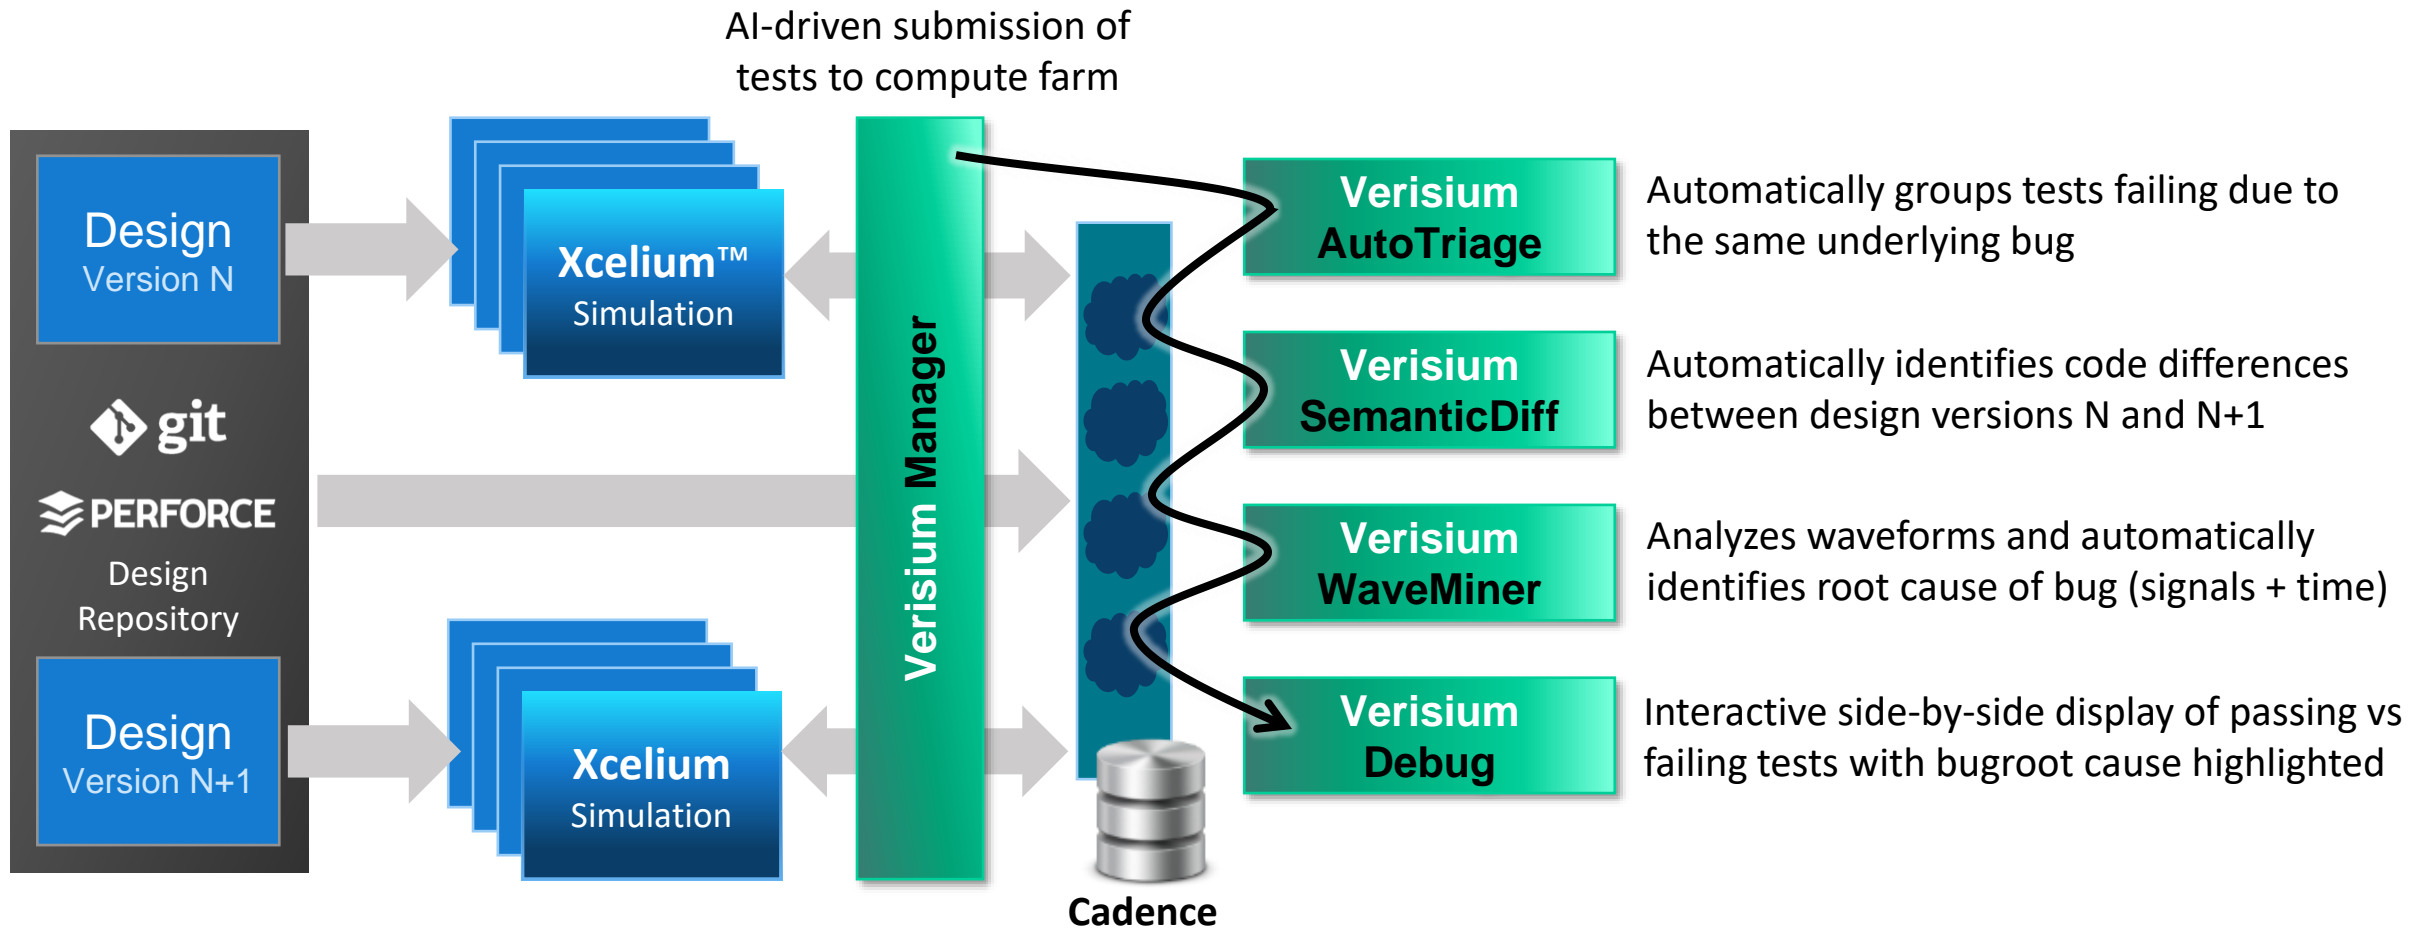 AI-driven submission of
tests to compute farm
Design
Version N
git
PERFORCE
Design
Repository
Design
Version N+1
Xcelium™
Simulation
Xcelium
Simulation
Verisium Manager
Cadence
Verisium
AutoTriage
Automatically groups tests failing due to
the same underlying bug
Verisium
SemanticDiff
Automatically identifies code differences
between design versions N and N+1
Verisium
WaveMiner
Analyzes waveforms and automatically
identifies root cause of bug (signals + time)
Verisium
Debug
Interactive side-by-side display of passing vs
failing tests with bugroot cause highlighted